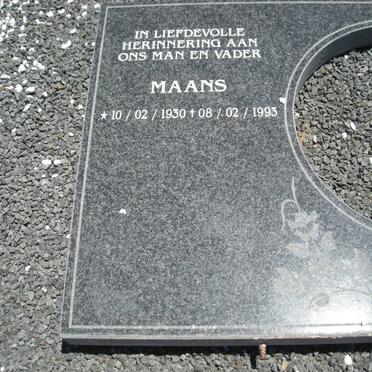 IN LIEFDEVOLLE
HERINNERING AAN
ONS MAN EN VADER
MAANS
★ 10 / 02 / 1930 ✝ 08 / 02 / 1993